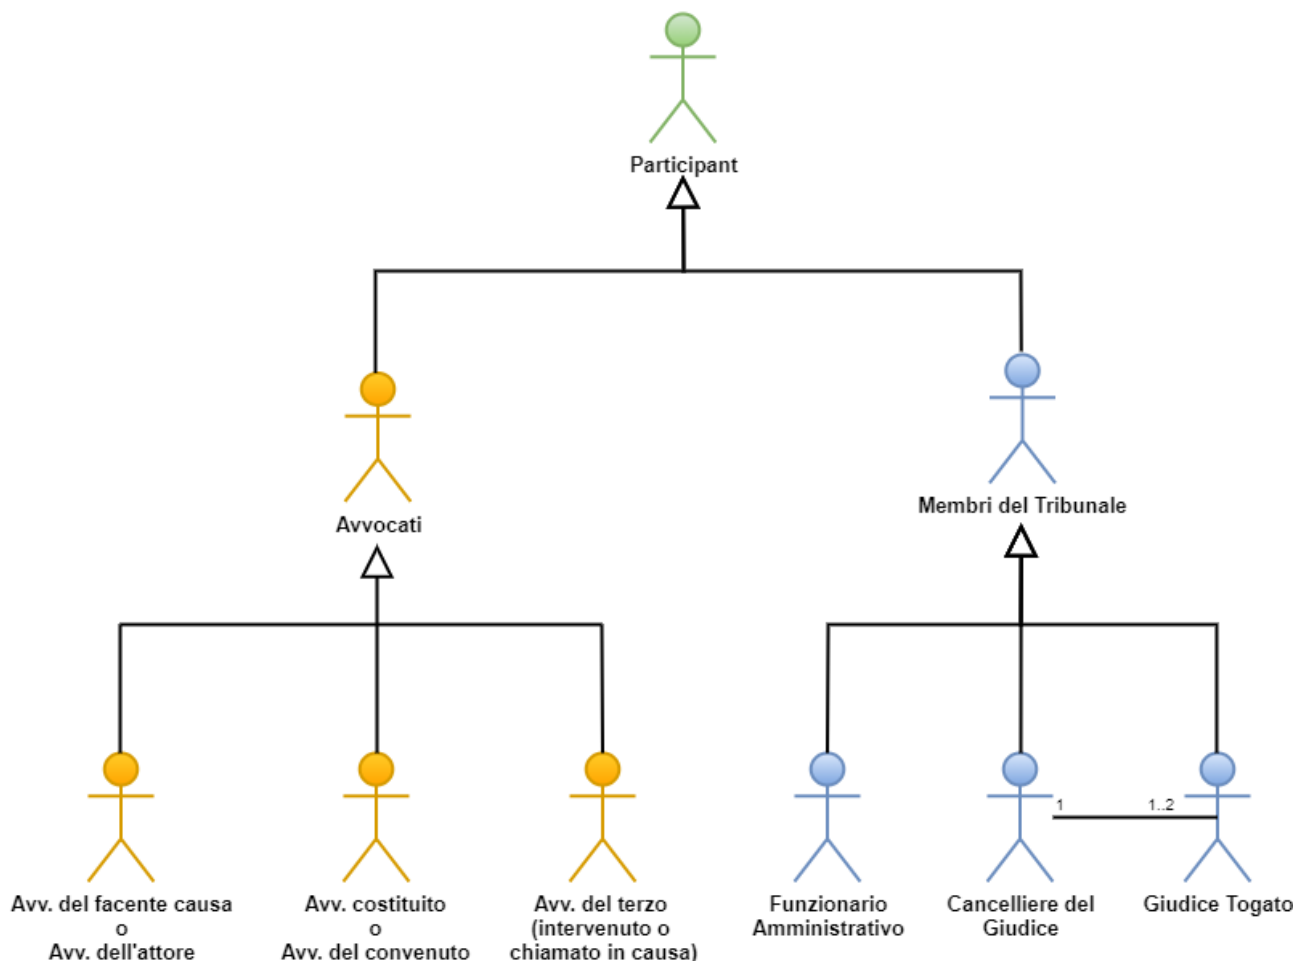 Participant
Avvocati
Membri del Tribunale
1
1..2
Avv. del facente causa
o
Avv. dell'attore
Avv. costituito
o
Avv. del convenuto
Avv. del terzo
(intervenuto o
chiamato in causa)
Funzionario
Amministrativo
Cancelliere del
Giudice
Giudice Togato